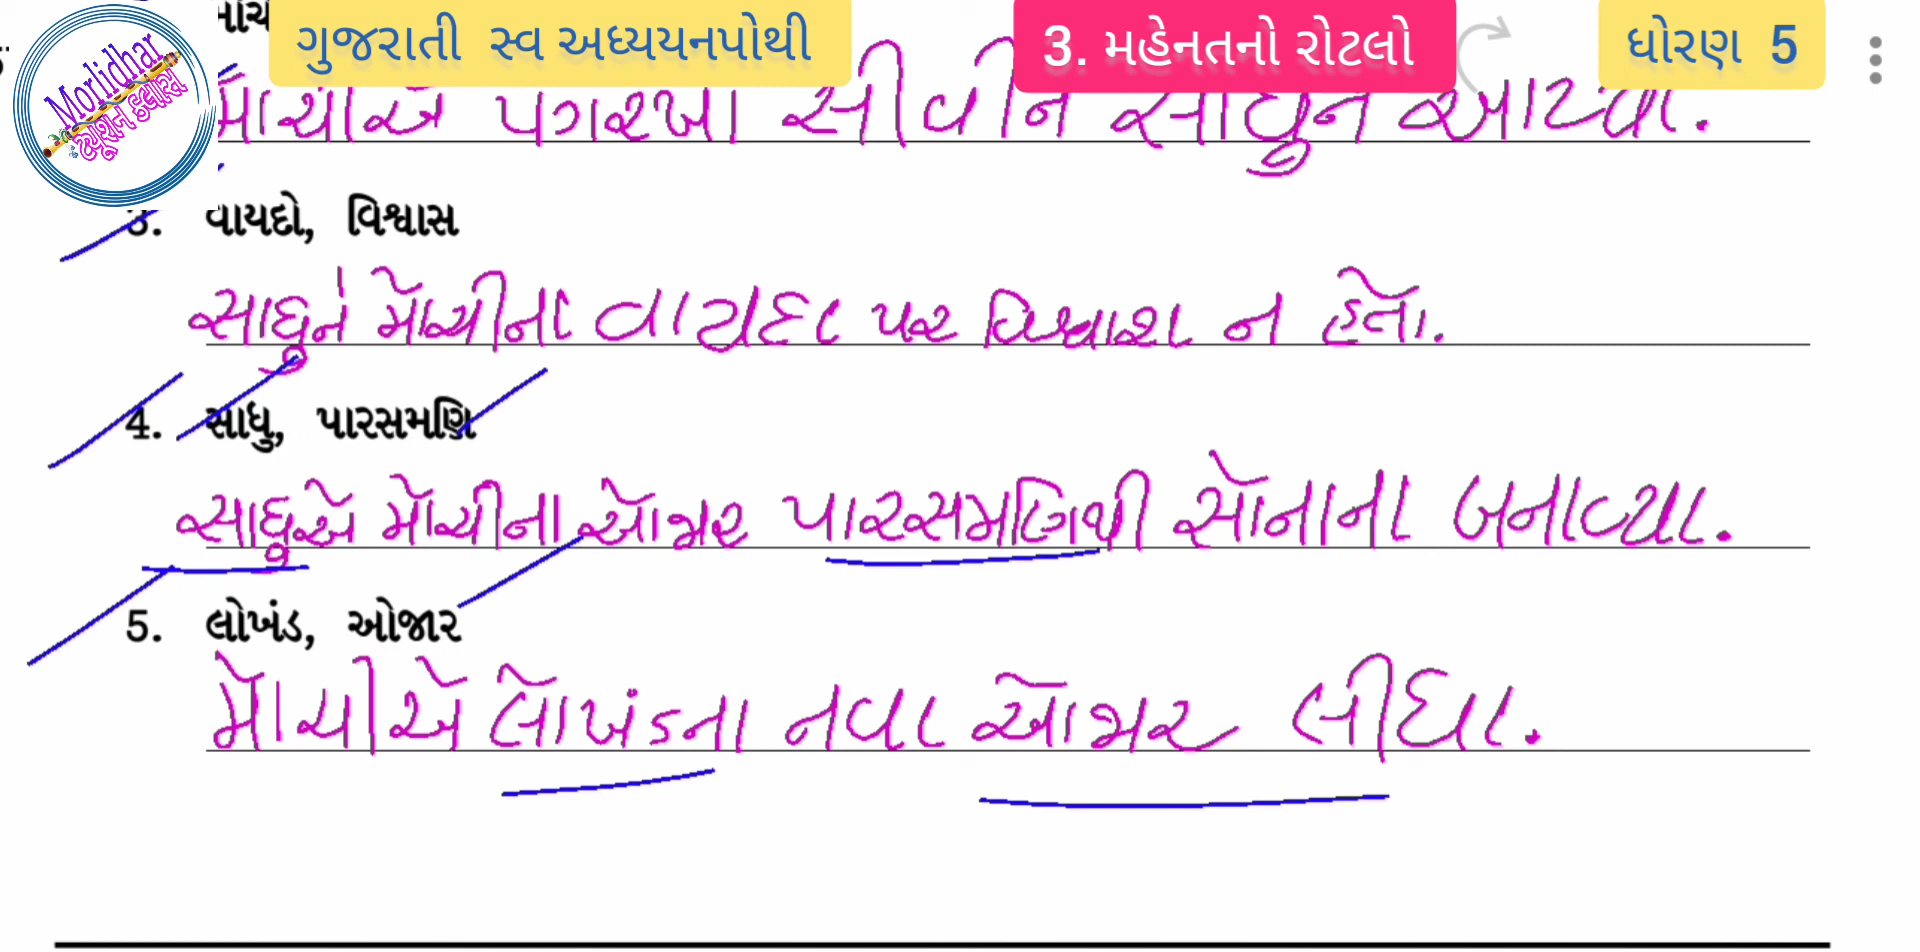 ગુજરાતી સ્વ અધ્યયનપોથી
3. મહેનતનો રોટલો
ધોરણ 5
Morlidhar
ટ્યૂશન ક્લાસ
મોચીએ પગરખાં સીવીને સાધુને આપ્યાં.
3. વાયદો, વિશ્વાસ
સાધુને મોચીના વાયદા પર વિશ્વાશ ન હતો.
4. સાધુ, પારસમણિ
સાધુએ મોચીના ઓજાર પારસમણિથી સોનાના બનાવ્યા.
5. લોખંડ, ઓજાર
મોચીએ લોખંડના નવા ઓજાર લીધા.